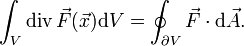 ∫_V div F⃗(x⃗)dV = ∮_{∂V} F⃗ · dA⃗.